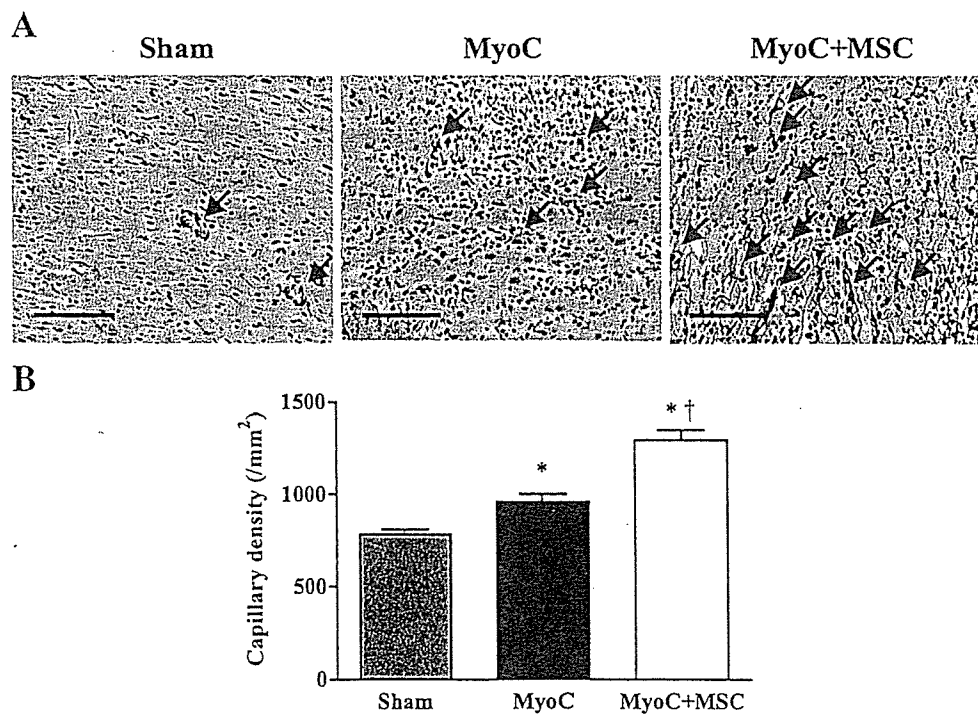 A
Sham MyoC MyoC+MSC
B
Capillary density (/mm²)
1500
1000
500
0
*
* †
Sham MyoC MyoC+MSC